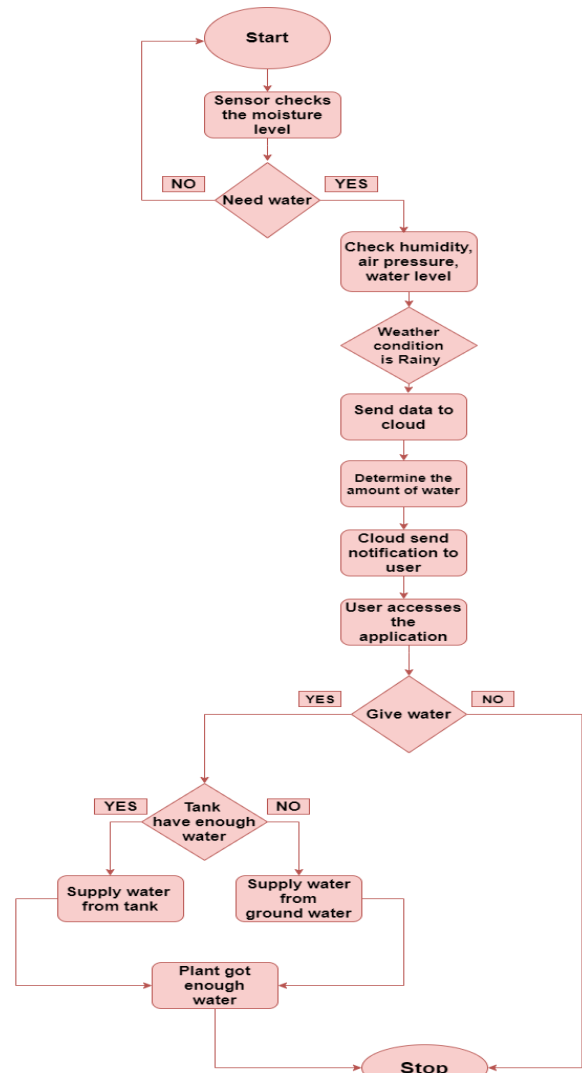 Start
Sensor checks
the moisture
level
NO
YES
Need water
Check humidity,
air pressure,
water level
Weather
condition
is Rainy
Send data to
cloud
Determine the
amount of water
Cloud send
notification to
user
User accesses
the
application
YES
NO
Give water
YES
NO
Tank
have enough
water
Supply water
from tank
Supply water
from
ground water
Plant got
enough
water
Stop